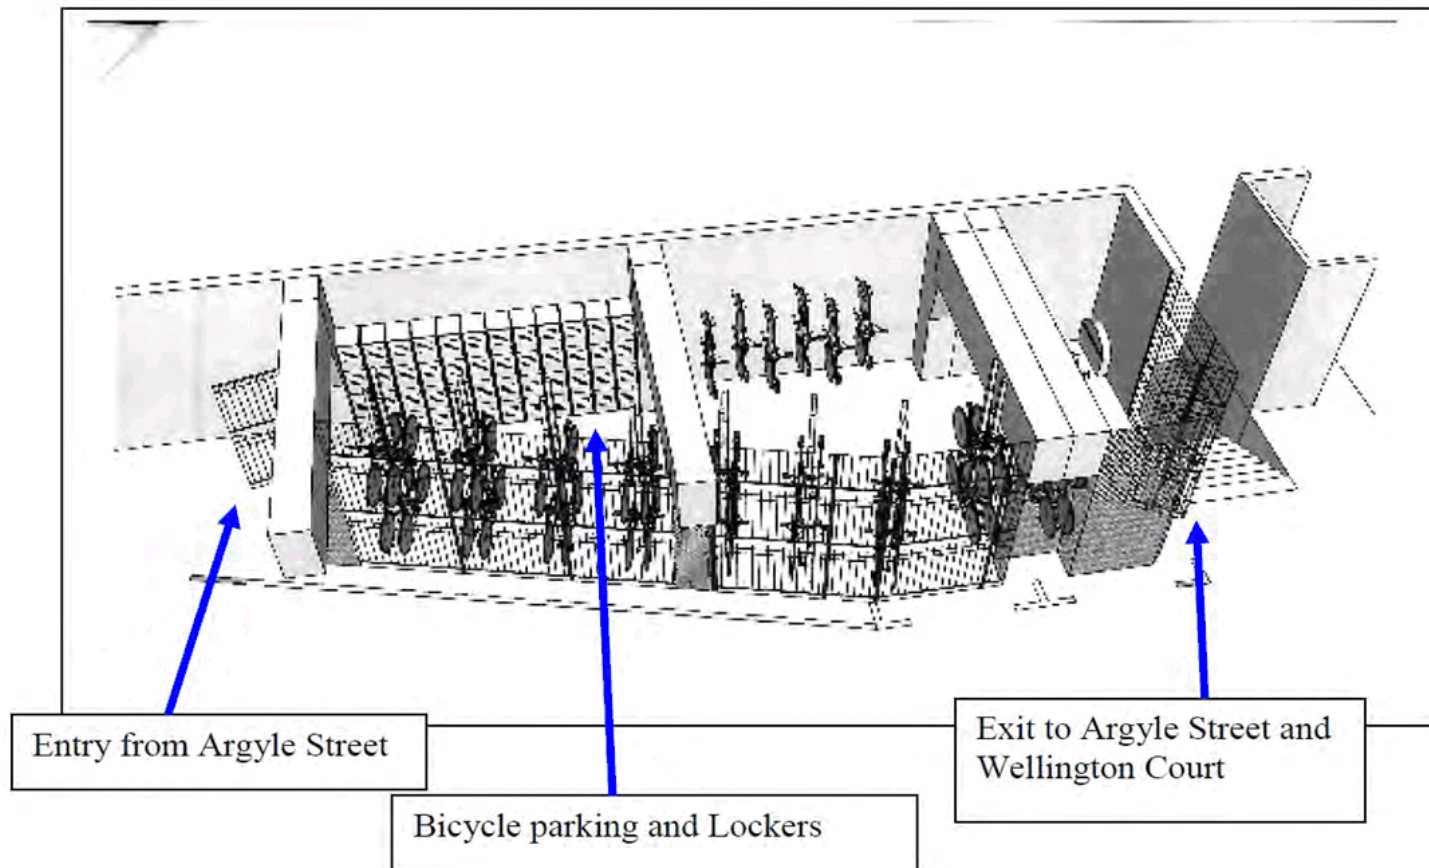 Entry from Argyle Street
Bicycle parking and Lockers
Exit to Argyle Street and
Wellington Court